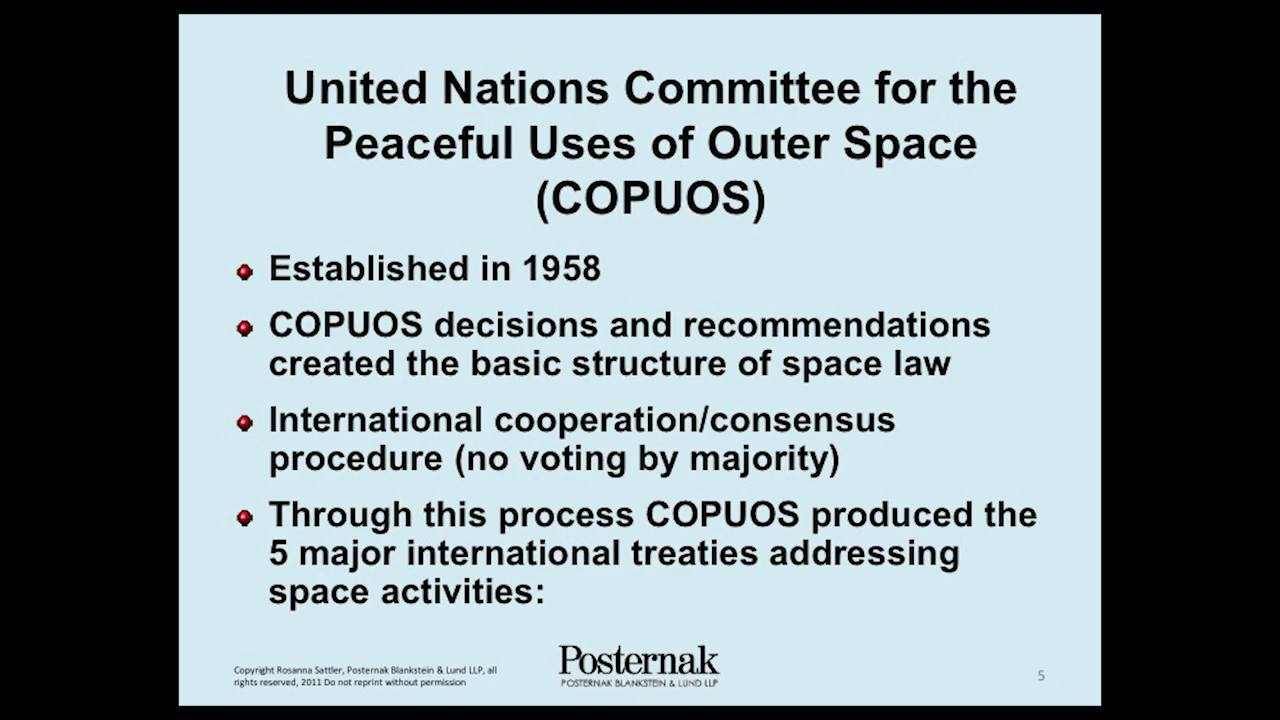 United Nations Committee for the
Peaceful Uses of Outer Space
(COPUOS)
Established in 1958
COPUOS decisions and recommendations
created the basic structure of space law
International cooperation/consensus
procedure (no voting by majority)
Through this process COPUOS produced the
5 major international treaties addressing
space activities:
Copyright Rosanna Sattler, Posternak Blankstein & Lund LLP, all
rights reserved, 2011 Do not reprint without permission
Posternak
POSTERNAK BLANKSTEIN & LUND LLP
5